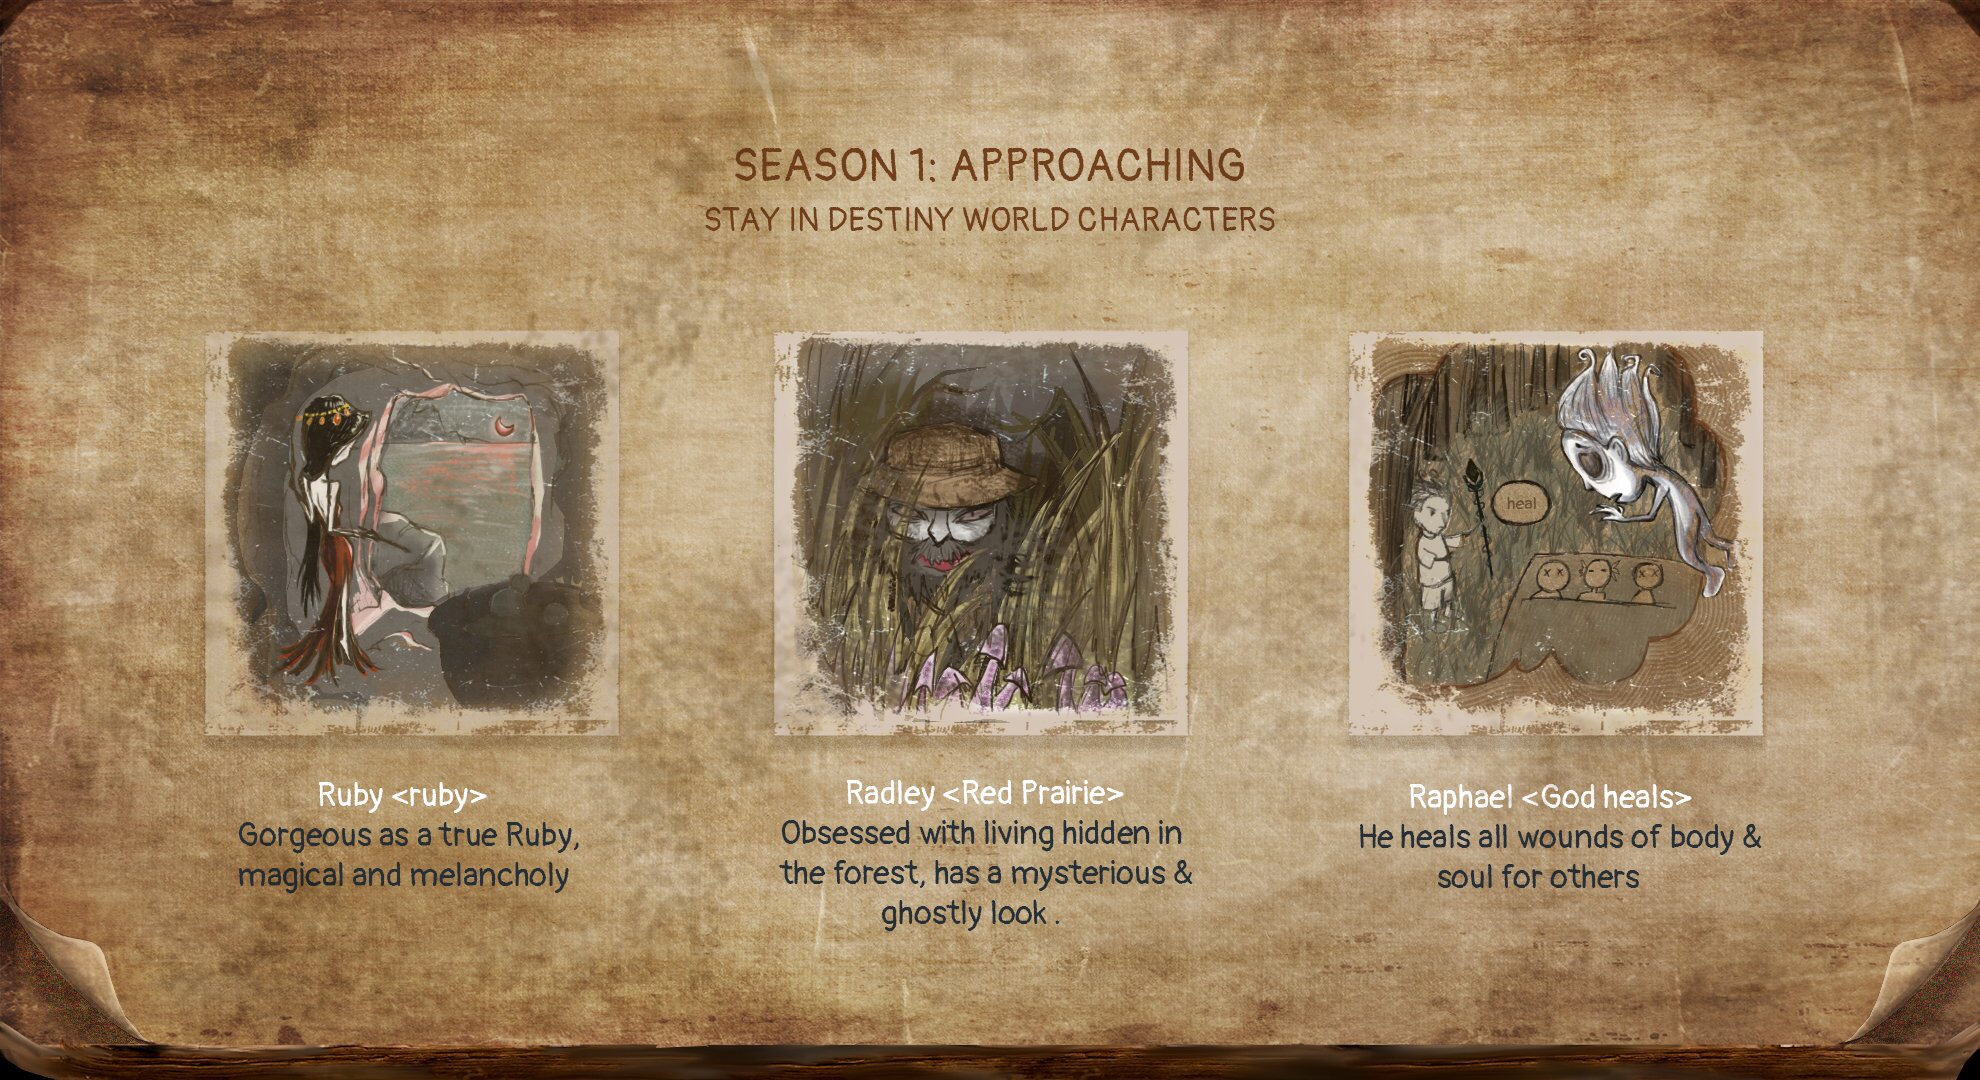 SEASON 1: APPROACHING
STAY IN DESTINY WORLD CHARACTERS
heal
Ruby <ruby>
Gorgeous as a true Ruby,
magical and melancholy
Radley <Red Prairie>
Obsessed with living hidden in
the forest, has a mysterious &
ghostly look .
Raphael <God heals>
He heals all wounds of body &
soul for others